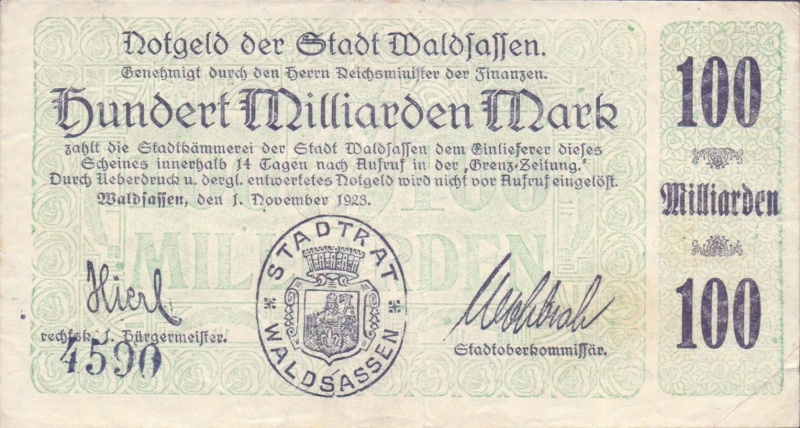 Notgeld der Stadt Waldsassen.
Genehmigt durch den Herrn Reichsminister der Finanzen.
Hundert Milliarden Mark
zahlt die Stadtkämmerei der Stadt Waldsassen dem Einlieferer dieses
Scheines innerhalb 14 Tagen nach Aufruf in der „Grenz-Zeitung.“
Durch Ueberdruck u. dergl. entwertetes Notgeld wird nicht vor Aufruf eingelöst.
Waldsassen, den 1. November 1923.
100
MILLIARDEN
STADTRAT
WALDSASSEN
Hierl
rechtsk. 1. Bürgermeister.
4590
Stadtoberkommissär.
100
Milliarden
100